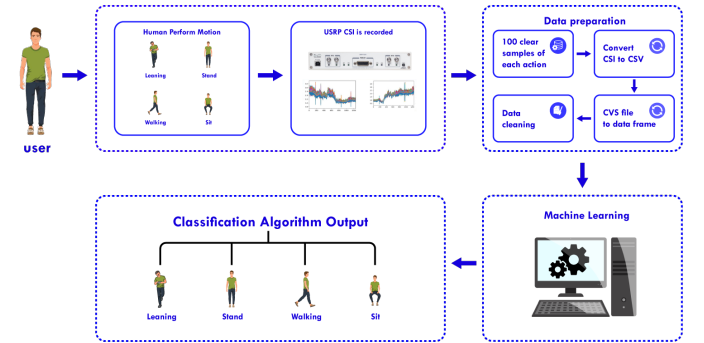 user
Human Perform Motion
Leaning
Stand
Walking
Sit
USRP CSI is recorded
Data preparation
100 clear
samples of
each action
Convert
CSI to CSV
CVS file
to data frame
Data
cleaning
Machine Learning
Classification Algorithm Output
Leaning
Stand
Walking
Sit